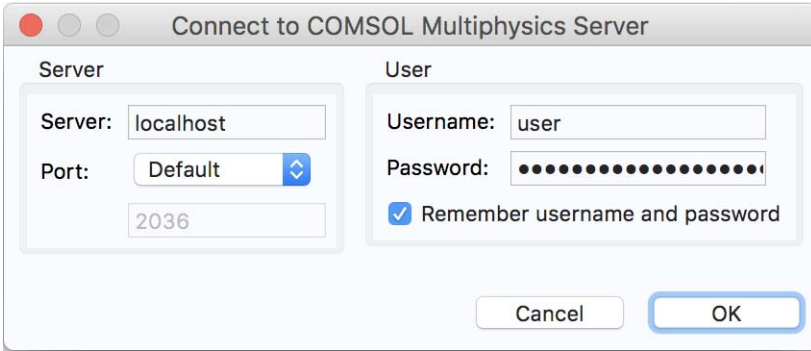 Connect to COMSOL Multiphysics Server
Server
Server: localhost
Port: Default
2036
User
Username: user
Password: ●●●●●●●●●●●●●●●●●●●
Remember username and password
Cancel
OK